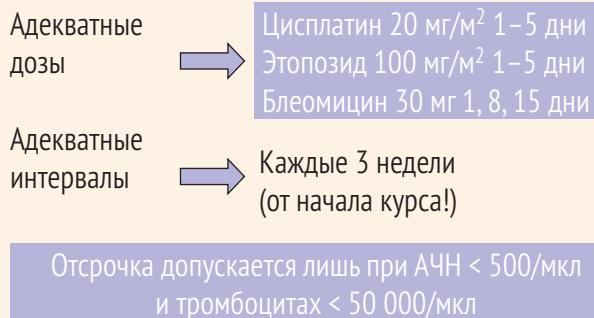 Адекватные
дозы
Цисплатин 20 мг/м² 1–5 дни
Этопозид 100 мг/м² 1–5 дни
Блеомицин 30 мг 1, 8, 15 дни
Адекватные
интервалы
Каждые 3 недели
(от начала курса!)
Отсрочка допускается лишь при АЧН < 500/мкл
и тромбоцитах < 50 000/мкл